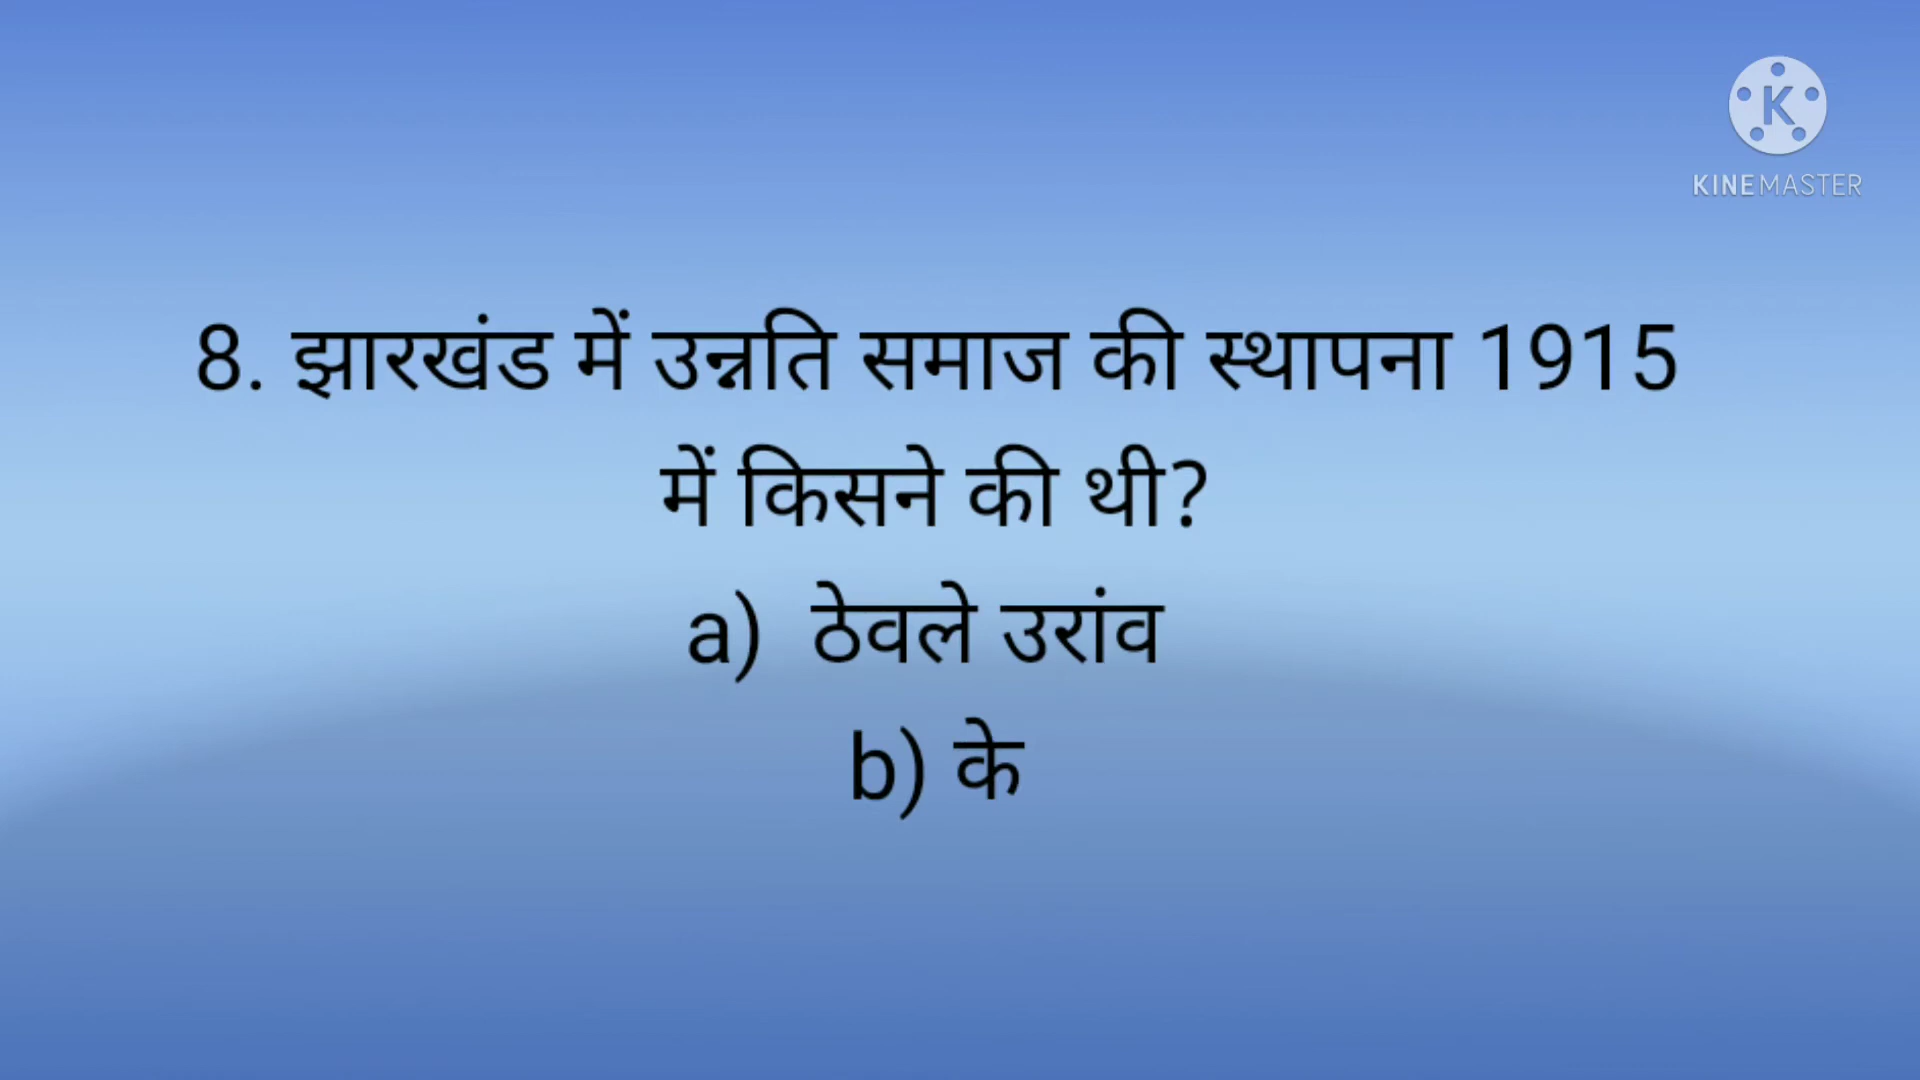 K
KINEMASTER
8. झारखंड में उन्नति समाज की स्थापना 1915
में किसने की थी?
a) ठेवले उरांव
b) के